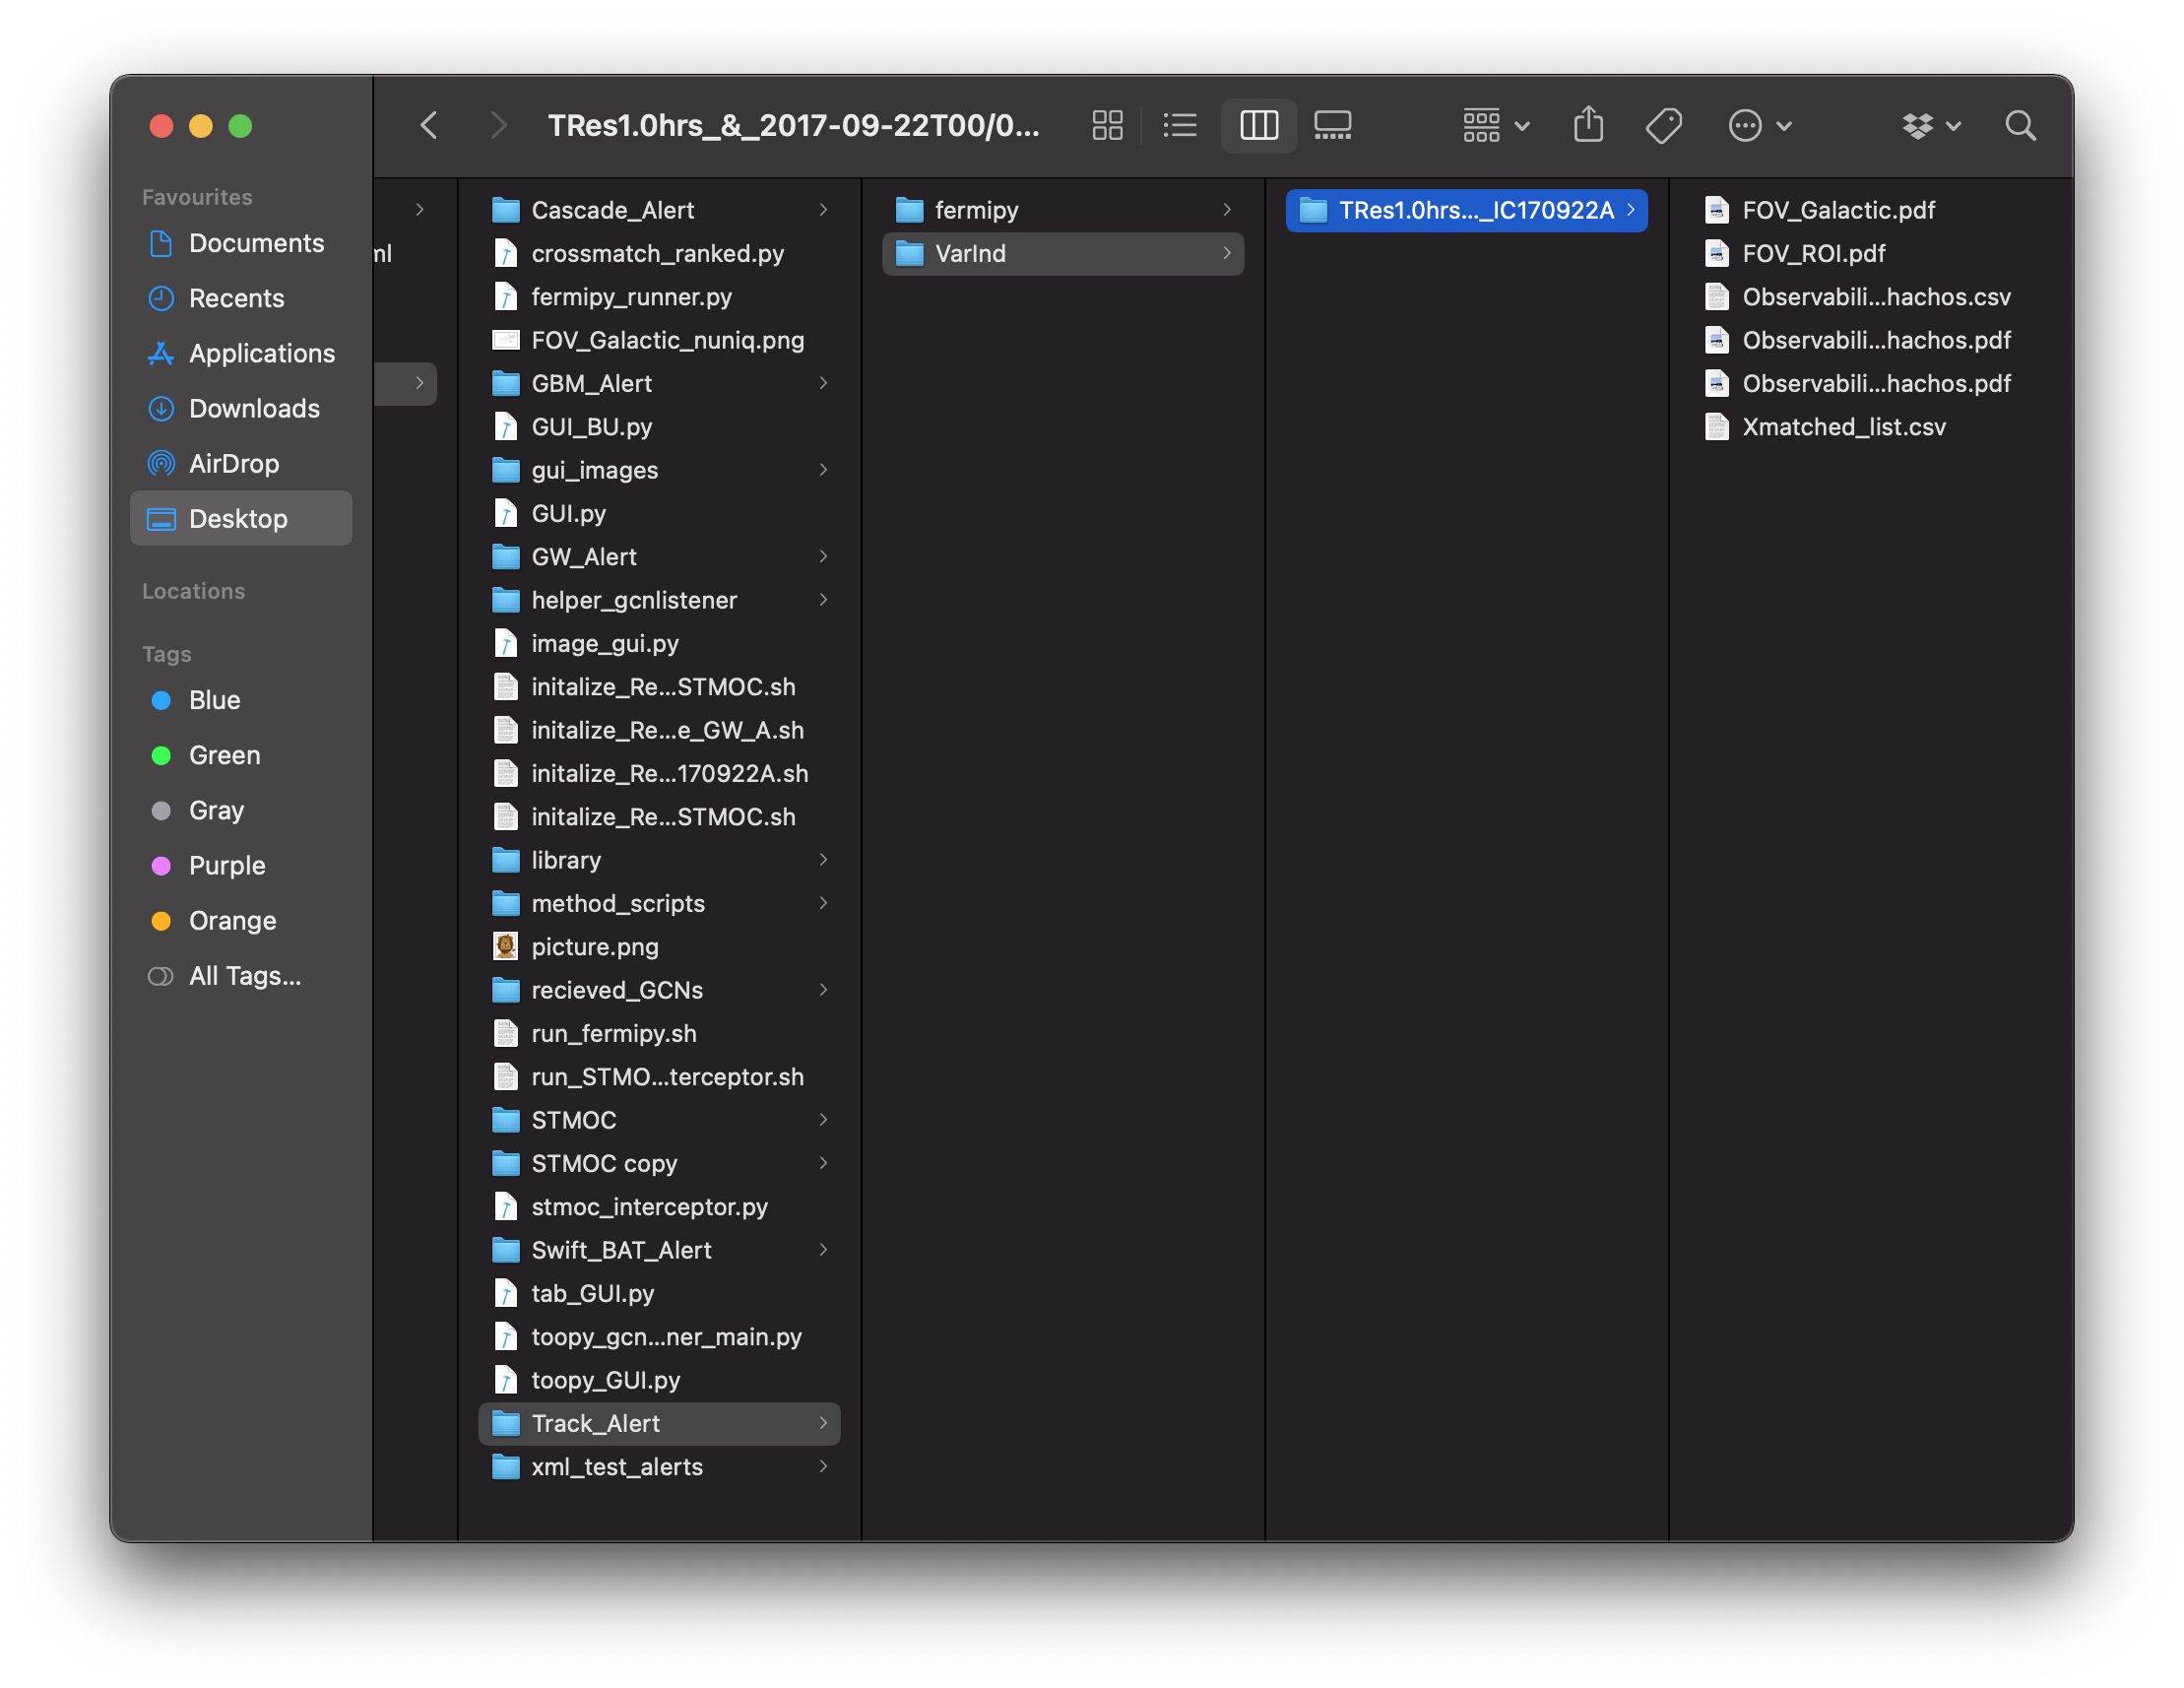 TRes1.0hrs_&_2017-09-22T00/0...
Favourites
Documents
Recents
Applications
Downloads
AirDrop
Desktop
Locations
Tags
Blue
Green
Gray
Purple
Orange
All Tags...
ml
Cascade_Alert
crossmatch_ranked.py
fermipy_runner.py
FOV_Galactic_nuniq.png
GBM_Alert
GUI_BU.py
gui_images
GUI.py
GW_Alert
helper_gcnlistener
image_gui.py
initalize_Re...STMOC.sh
initalize_Re...e_GW_A.sh
initalize_Re...170922A.sh
initalize_Re...STMOC.sh
library
method_scripts
picture.png
recieved_GCNs
run_fermipy.sh
run_STMO...terceptor.sh
STMOC
STMOC copy
stmoc_interceptor.py
Swift_BAT_Alert
tab_GUI.py
toopy_gcn...ner_main.py
toopy_GUI.py
Track_Alert
xml_test_alerts
fermipy
VarInd
TRes1.0hrs..._IC170922A
FOV_Galactic.pdf
FOV_ROI.pdf
Observabili...hachos.csv
Observabili...hachos.pdf
Observabili...hachos.pdf
Xmatched_list.csv